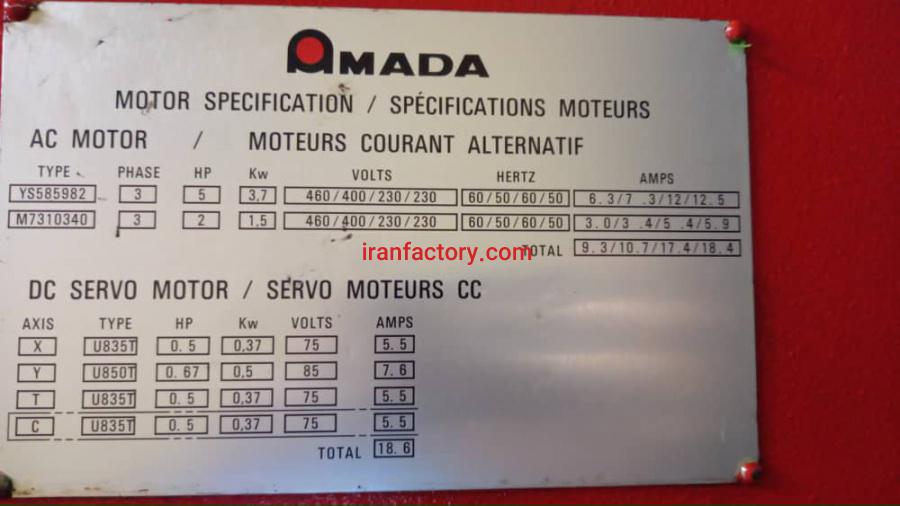 AMADA
MOTOR SPECIFICATION / SPÉCIFICATIONS MOTEURS
AC MOTOR / MOTEURS COURANT ALTERNATIF
TYPE PHASE HP Kw VOLTS HERTZ AMPS
YS585982 3 5 3,7 460/400/230/230 60/50/60/50 6.3/7.3/12/12.5
M7310340 3 2 1,5 460/400/230/230 60/50/60/50 3.0/3.4/5.4/5.9
TOTAL 9.3/10.7/17.4/18.4
iranfactory.com
DC SERVO MOTOR / SERVO MOTEURS CC
AXIS TYPE HP Kw VOLTS AMPS
X U835T 0.5 0,37 75 5.5
Y U850T 0.67 0,5 85 7.6
T U835T 0.5 0,37 75 5.5
C U835T 0.5 0,37 75 5.5
TOTAL 18.6